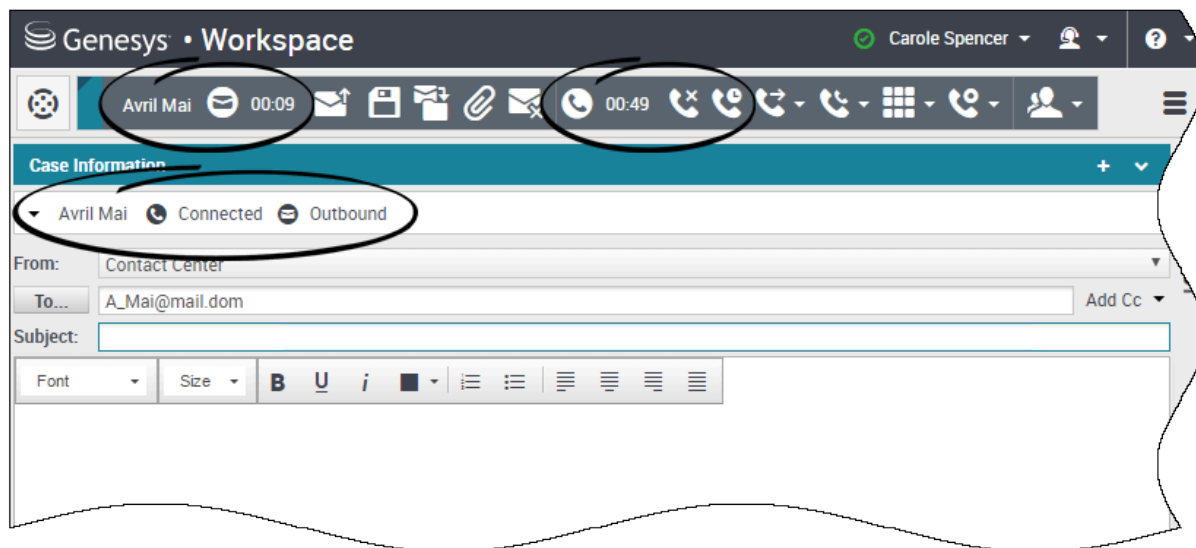 Genesys • Workspace Carole Spencer ?
Avril Mai 00:09 00:49
Case Information +
Avril Mai Connected Outbound
From: Contact Center
To... A_Mai@mail.dom Add Cc
Subject:
Font Size B U i